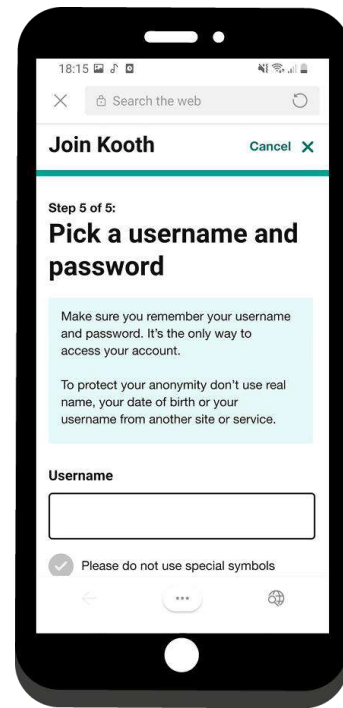 18:15
Search the web
Join Kooth
Cancel X
Step 5 of 5:
Pick a username and
password
Make sure you remember your username
and password. It's the only way to
access your account.
To protect your anonymity don't use real
name, your date of birth or your
username from another site or service.
Username
Please do not use special symbols